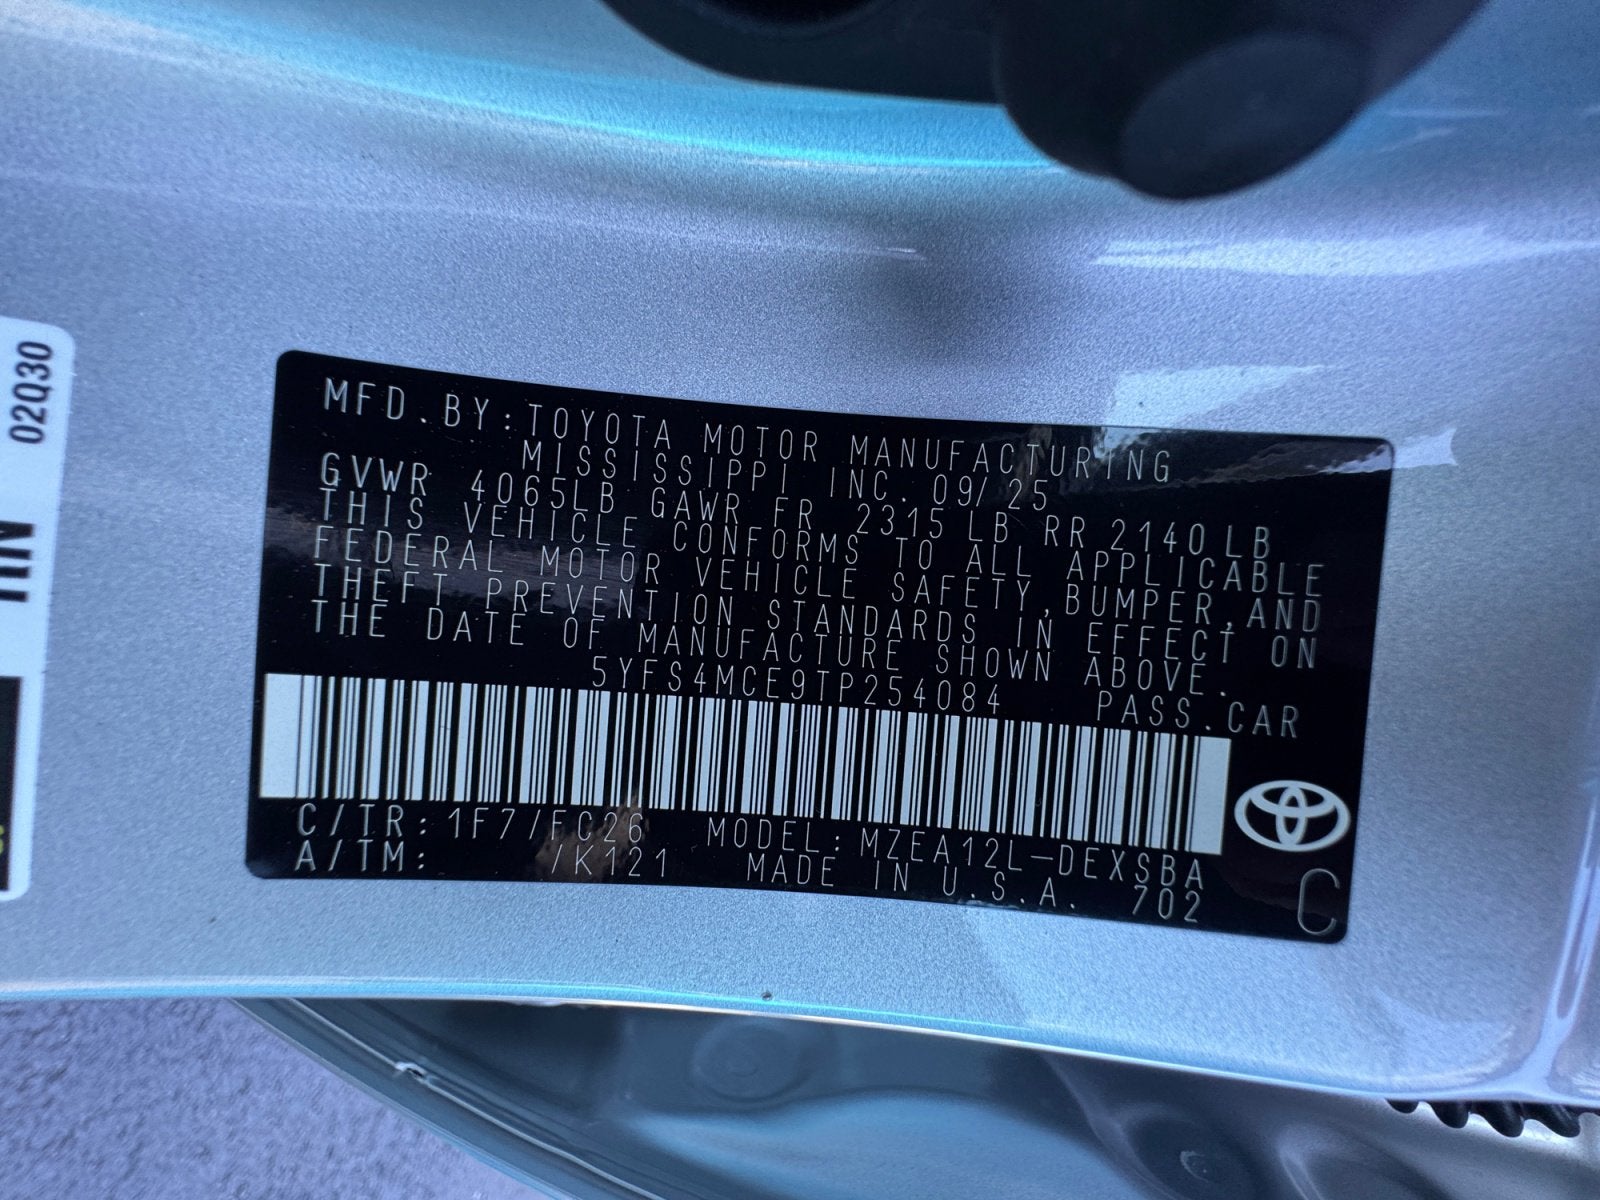 MFD.BY:TOYOTA MOTOR MANUFACTURING
MISSISSIPPI INC. 09/25
GVWR 4065LB GAWR FR 2315 LB RR 2140 LB
THIS VEHICLE CONFORMS TO ALL APPLICABLE
FEDERAL MOTOR VEHICLE SAFETY,BUMPER,AND
THEFT PREVENTION STANDARDS IN EFFECT ON
THE DATE OF MANUFACTURE SHOWN ABOVE.
5YFS4MCE9TP254084 PASS.CAR
C/TR:1F7/FC26 MODEL:MZEA12L-DEXSBA
A/TM: /K121 MADE IN U.S.A. 702
C
02Q30